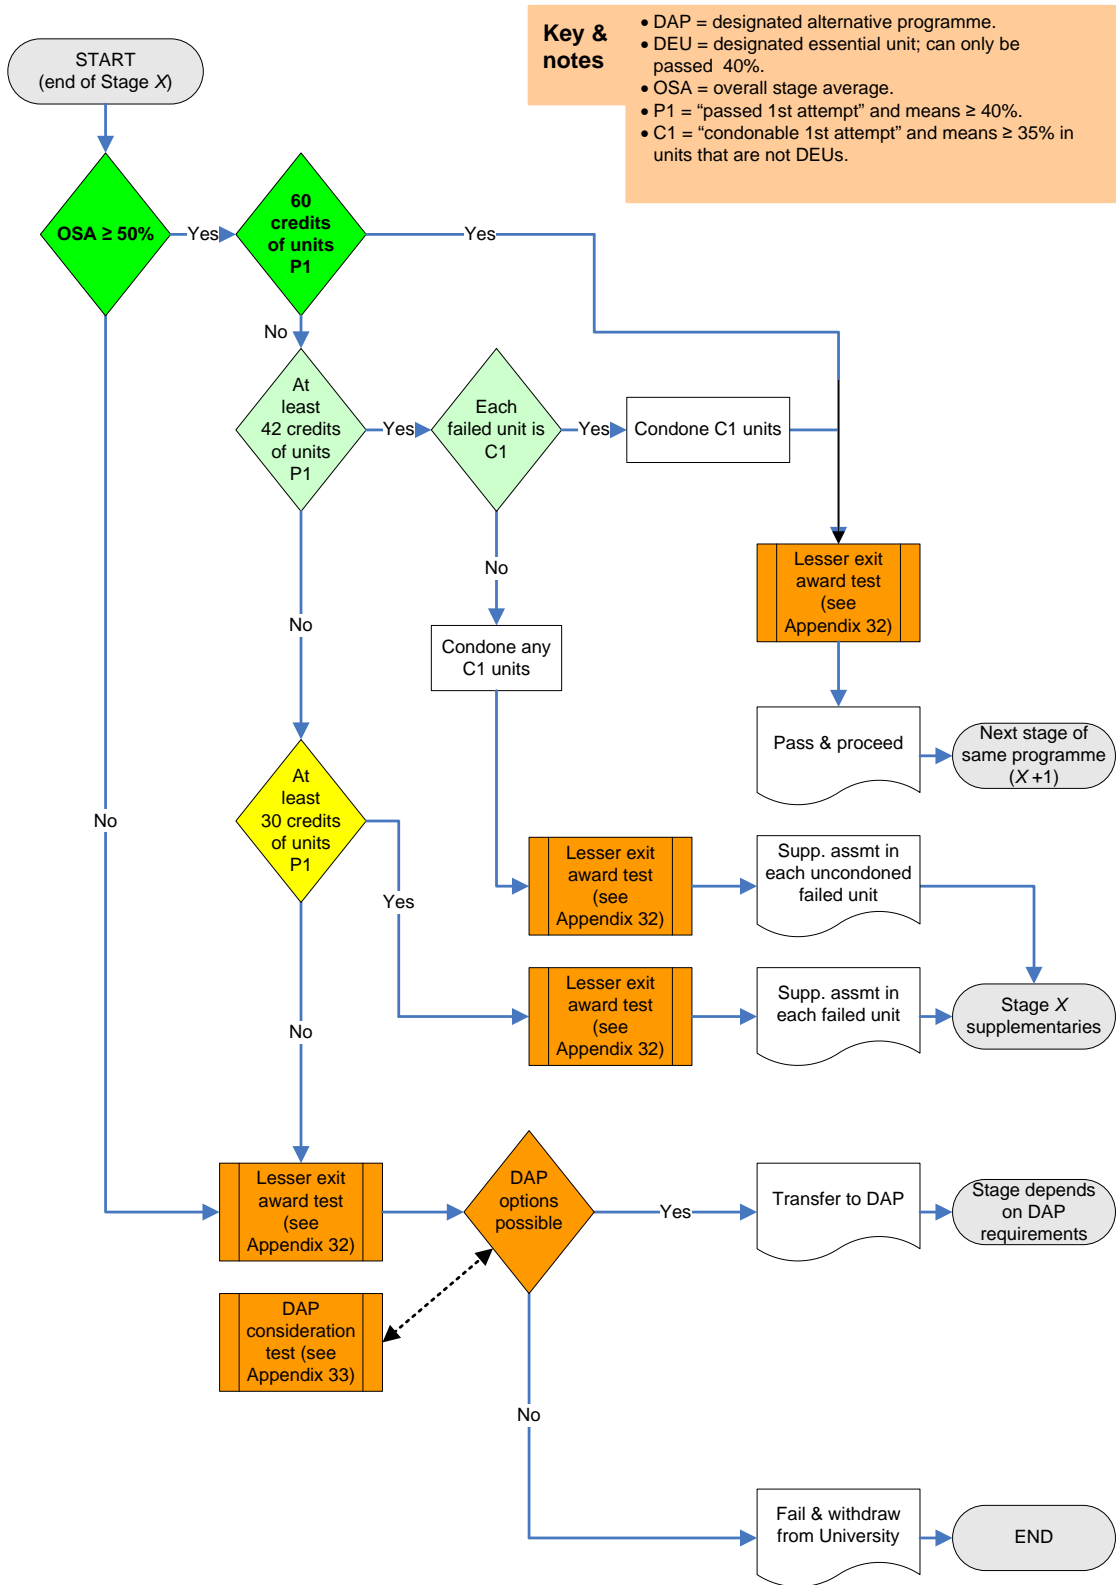 Key &
notes
• DAP = designated alternative programme.
• DEU = designated essential unit; can only be
passed  40%.
• OSA = overall stage average.
• P1 = “passed 1st attempt” and means ≥ 40%.
• C1 = “condonable 1st attempt” and means ≥ 35% in
units that are not DEUs.
START
(end of Stage X)
OSA ≥ 50%
Yes
60
credits
of units
P1
Yes
No
At
least
42 credits
of units
P1
Yes
Each
failed unit is
C1
Yes
Condone C1 units
No
No
Lesser exit
award test
(see
Appendix 32)
Condone any
C1 units
Pass & proceed
Next stage of
same programme
(X +1)
No
At
least
30 credits
of units
P1
Yes
Lesser exit
award test
(see
Appendix 32)
Supp. assmt in
each uncondoned
failed unit
No
Lesser exit
award test
(see
Appendix 32)
Supp. assmt in
each failed unit
Stage X
supplementaries
Lesser exit
award test
(see
Appendix 32)
DAP
options
possible
Yes
Transfer to DAP
Stage depends
on DAP
requirements
DAP
consideration
test (see
Appendix 33)
No
Fail & withdraw
from University
END